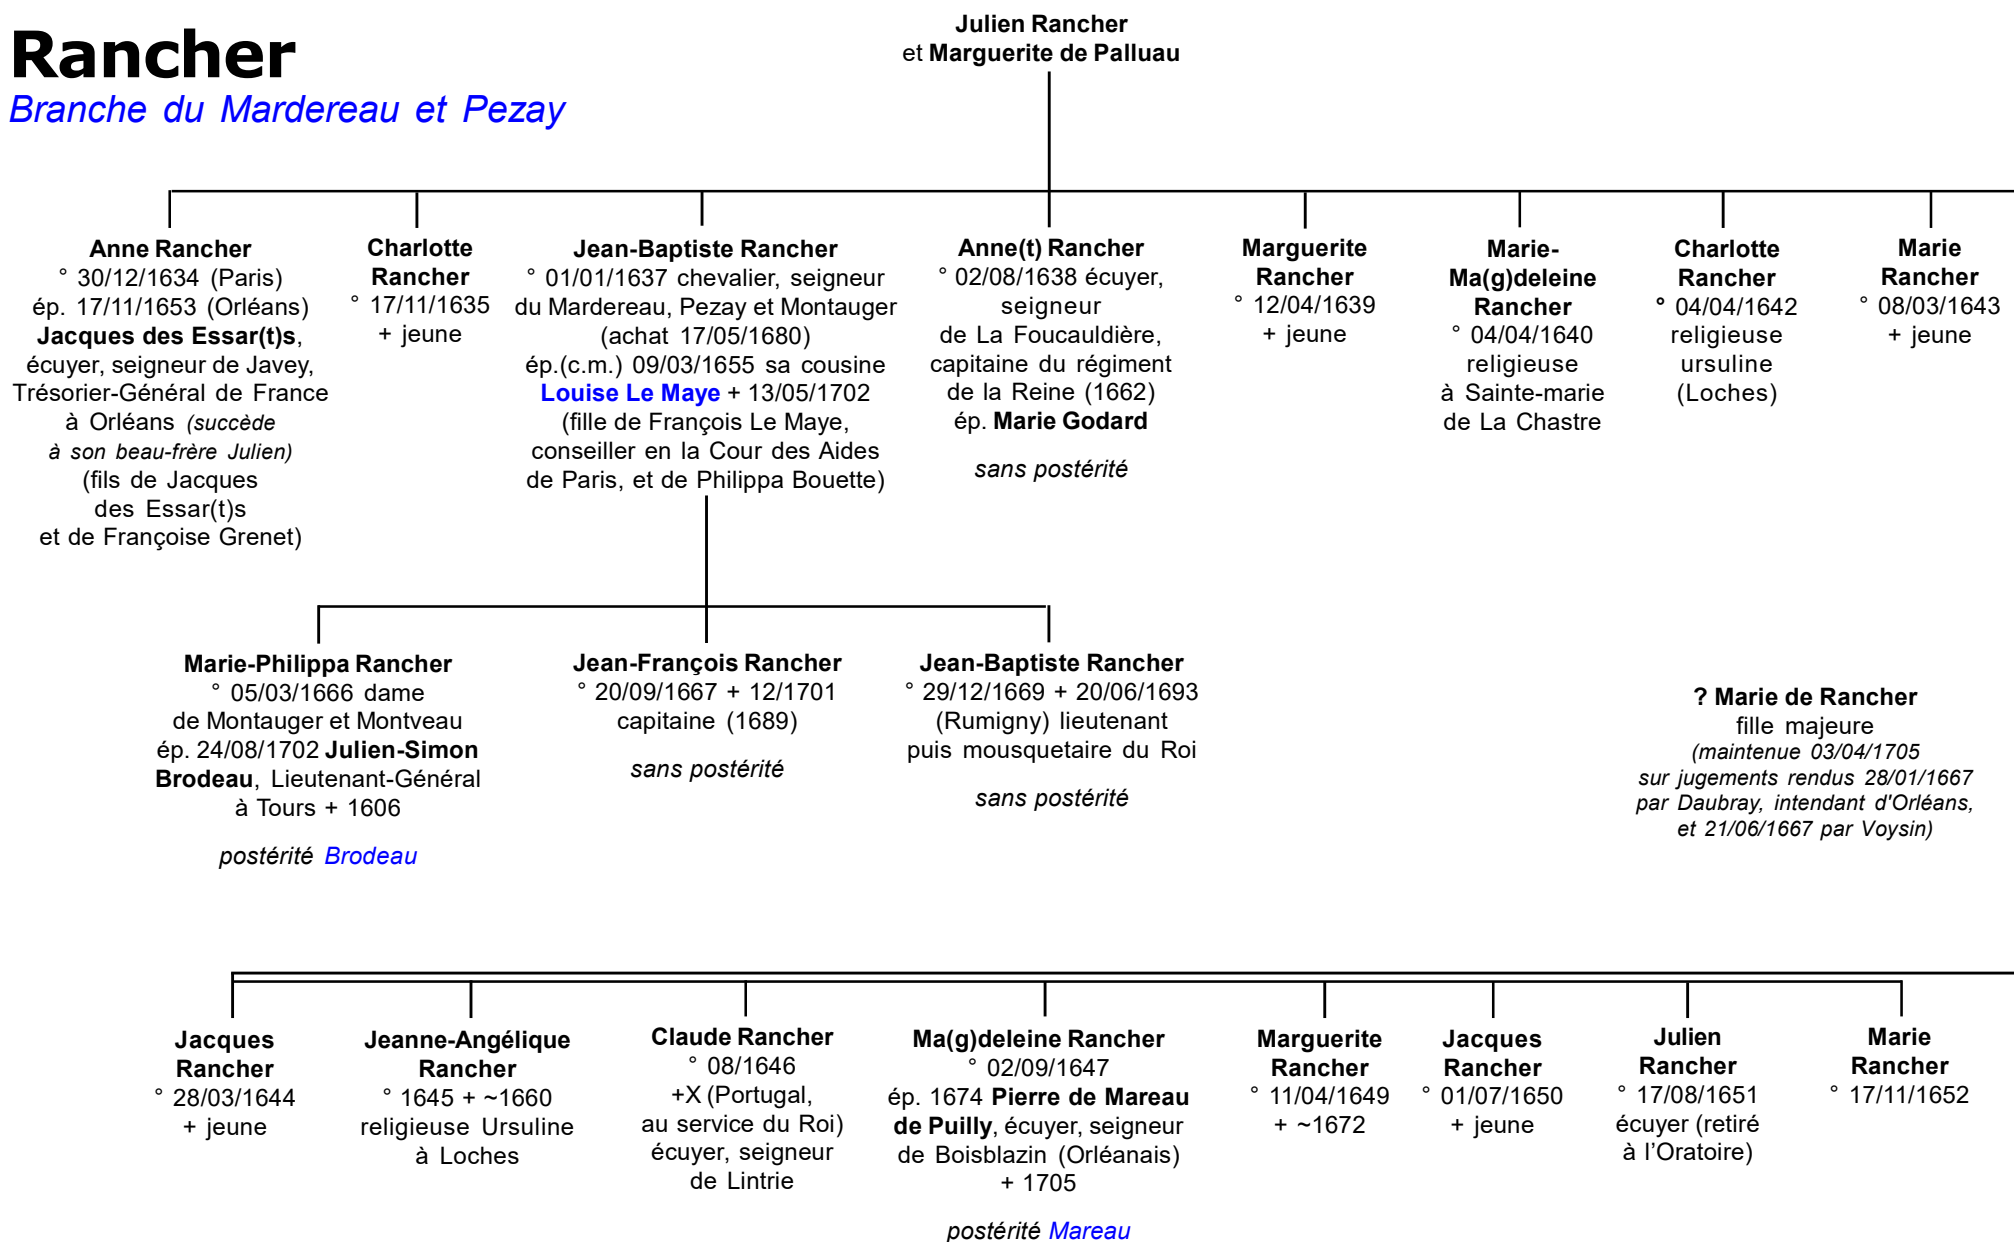 Rancher
Branche du Mardereau et Pezay
Julien Rancher
et Marguerite de Palluau
Anne Rancher
° 30/12/1634 (Paris)
ép. 17/11/1653 (Orléans)
Jacques des Essar(t)s,
écuyer, seigneur de Javey,
Trésorier-Général de France
à Orléans (succède
à son beau-frère Julien)
(fils de Jacques
des Essar(t)s
et de Françoise Grenet)
Charlotte
Rancher
° 17/11/1635
+ jeune
Jean-Baptiste Rancher
° 01/01/1637 chevalier, seigneur
du Mardereau, Pezay et Montauger
(achat 17/05/1680)
ép.(c.m.) 09/03/1655 sa cousine
Louise Le Maye + 13/05/1702
(fille de François Le Maye,
conseiller en la Cour des Aides
de Paris, et de Philippa Bouette)
Anne(t) Rancher
° 02/08/1638 écuyer,
seigneur
de La Foucauldière,
capitaine du régiment
de la Reine (1662)
ép. Marie Godard
sans postérité
Marguerite
Rancher
° 12/04/1639
+ jeune
Marie-
Ma(g)deleine
Rancher
° 04/04/1640
religieuse
à Sainte-marie
de La Chastre
Charlotte
Rancher
° 04/04/1642
religieuse
ursuline
(Loches)
Marie
Rancher
° 08/03/1643
+ jeune
Marie-Philippa Rancher
° 05/03/1666 dame
de Montauger et Montveau
ép. 24/08/1702 Julien-Simon
Brodeau, Lieutenant-Général
à Tours + 1606
postérité Brodeau
Jean-François Rancher
° 20/09/1667 + 12/1701
capitaine (1689)
sans postérité
Jean-Baptiste Rancher
° 29/12/1669 + 20/06/1693
(Rumigny) lieutenant
puis mousquetaire du Roi
sans postérité
? Marie de Rancher
fille majeure
(maintenue 03/04/1705
sur jugements rendus 28/01/1667
par Daubray, intendant d'Orléans,
et 21/06/1667 par Voysin)
Jacques
Rancher
° 28/03/1644
+ jeune
Jeanne-Angélique
Rancher
° 1645 + ~1660
religieuse Ursuline
à Loches
Claude Rancher
° 08/1646
+X (Portugal,
au service du Roi)
écuyer, seigneur
de Lintrie
Ma(g)deleine Rancher
° 02/09/1647
ép. 1674 Pierre de Mareau
de Puilly, écuyer, seigneur
de Boisblazin (Orléanais)
+ 1705
postérité Mareau
Marguerite
Rancher
° 11/04/1649
+ ~1672
Jacques
Rancher
° 01/07/1650
+ jeune
Julien
Rancher
° 17/08/1651
écuyer (retiré
à l’Oratoire)
Marie
Rancher
° 17/11/1652